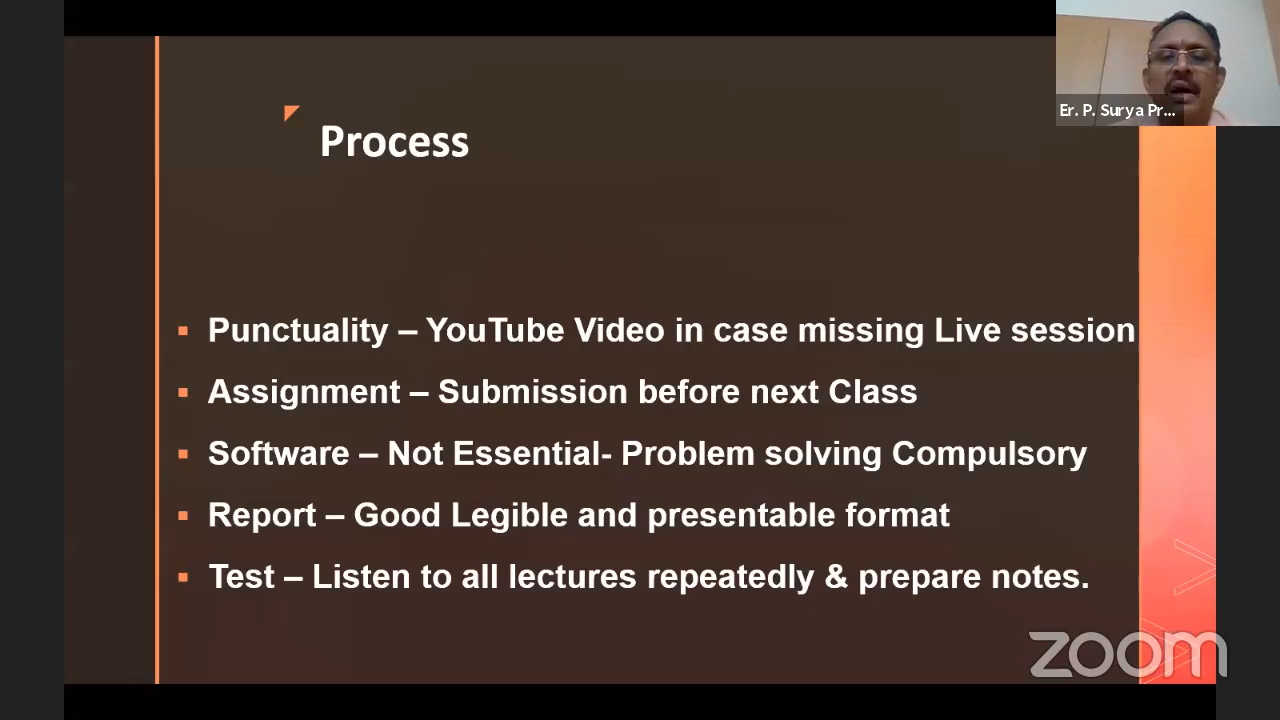 Er. P. Surya Pr...
Process
▪ Punctuality – YouTube Video in case missing Live session
▪ Assignment – Submission before next Class
▪ Software – Not Essential- Problem solving Compulsory
▪ Report – Good Legible and presentable format
▪ Test – Listen to all lectures repeatedly & prepare notes.
zoom